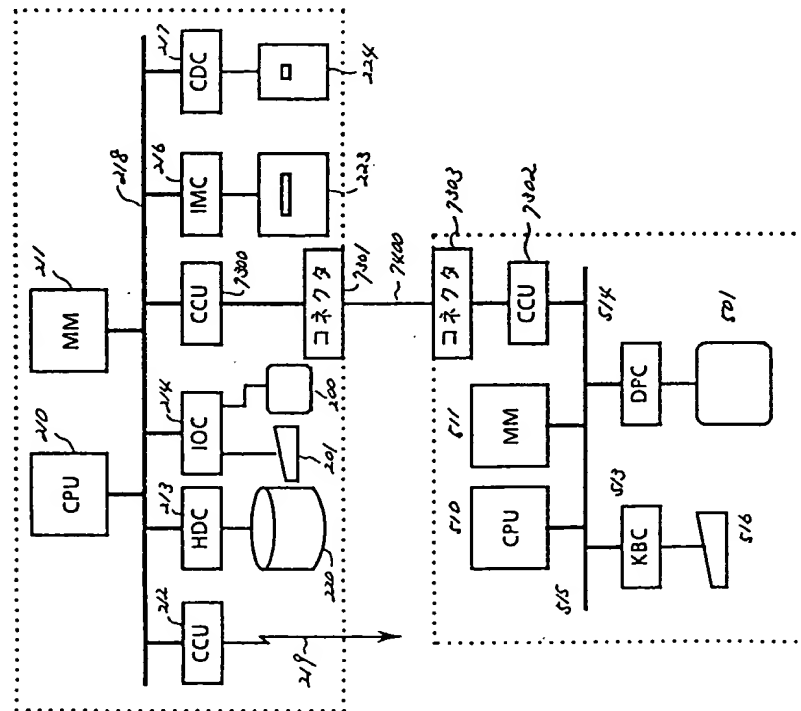 210
CPU
211
MM
218
212
CCU
219
213
HDC
220
214
IOC
201
200
CCU
7300
コネクタ
7301
216
IMC
223
217
CDC
224
7400
コネクタ
7303
CCU
7302
510
CPU
511
MM
514
515
513
KBC
516
DPC
501